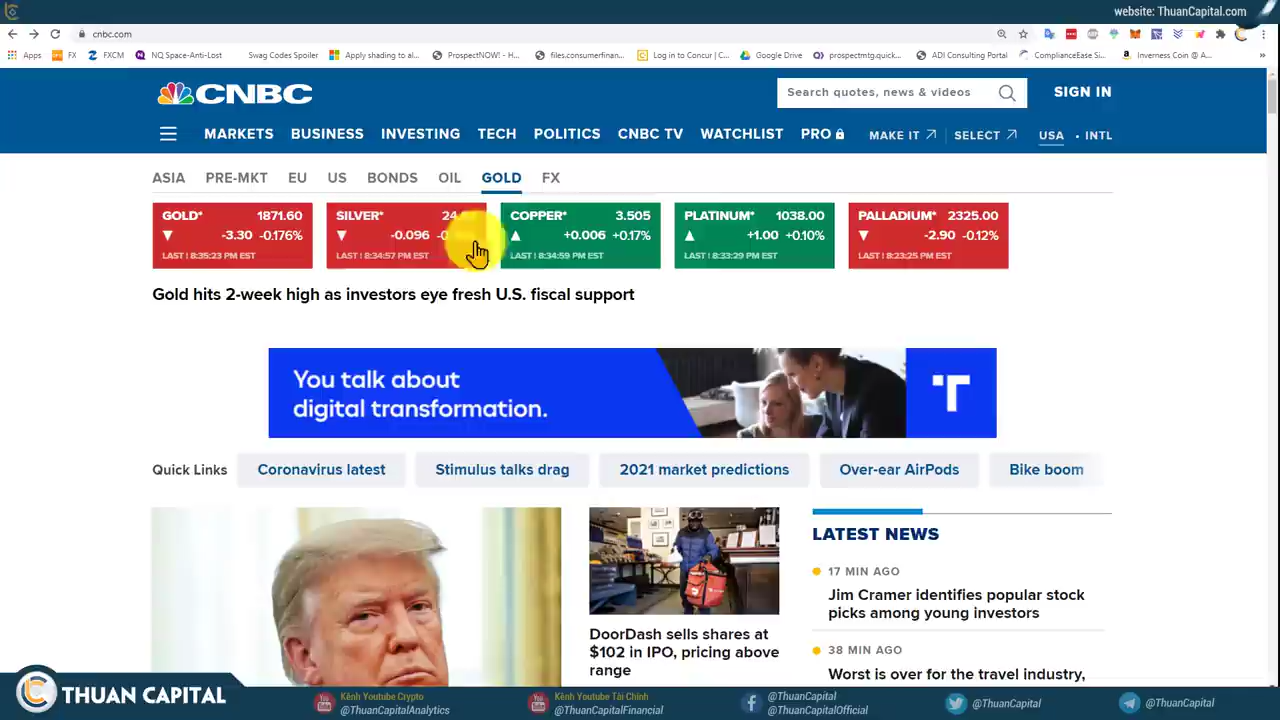 website: ThuanCapital.com
cnbc.com
Apps
FX
FXCM
NQ Space-Anti-Lost
Swag Codes Spoiler
Apply shading to al...
ProspectNOW! - H...
files.consumerfinan...
Log in to Concur | C...
Google Drive
prospectmtg.quick...
ADI Consulting Portal
ComplianceEase Si...
Inverness Coin @ A...
CNBC
Search quotes, news & videos
SIGN IN
MARKETS BUSINESS INVESTING TECH POLITICS CNBC TV WATCHLIST PRO MAKE IT SELECT USA • INTL
ASIA PRE-MKT EU US BONDS OIL GOLD FX
GOLD* 1871.60
▼ -3.30 -0.176%
LAST | 8:35:23 PM EST
SILVER* 24.
▼ -0.096
LAST | 8:34:57 PM EST
COPPER* 3.505
▲ +0.006 +0.17%
LAST | 8:34:59 PM EST
PLATINUM* 1038.00
▲ +1.00 +0.10%
LAST | 8:33:29 PM EST
PALLADIUM* 2325.00
▼ -2.90 -0.12%
LAST | 8:23:25 PM EST
Gold hits 2-week high as investors eye fresh U.S. fiscal support
You talk about
digital transformation.
Quick Links
Coronavirus latest
Stimulus talks drag
2021 market predictions
Over-ear AirPods
Bike boom
LATEST NEWS
17 MIN AGO
Jim Cramer identifies popular stock
picks among young investors
38 MIN AGO
Worst is over for the travel industry,
DoorDash sells shares at
$102 in IPO, pricing above
range
THUAN CAPITAL
Kênh Youtube Crypto
@ThuanCapitalAnalytics
Kênh Youtube Tài Chính
@ThuanCapitalFinancial
@ThuanCapital
@ThuanCapitalOfficial
@ThuanCapital
@ThuanCapital